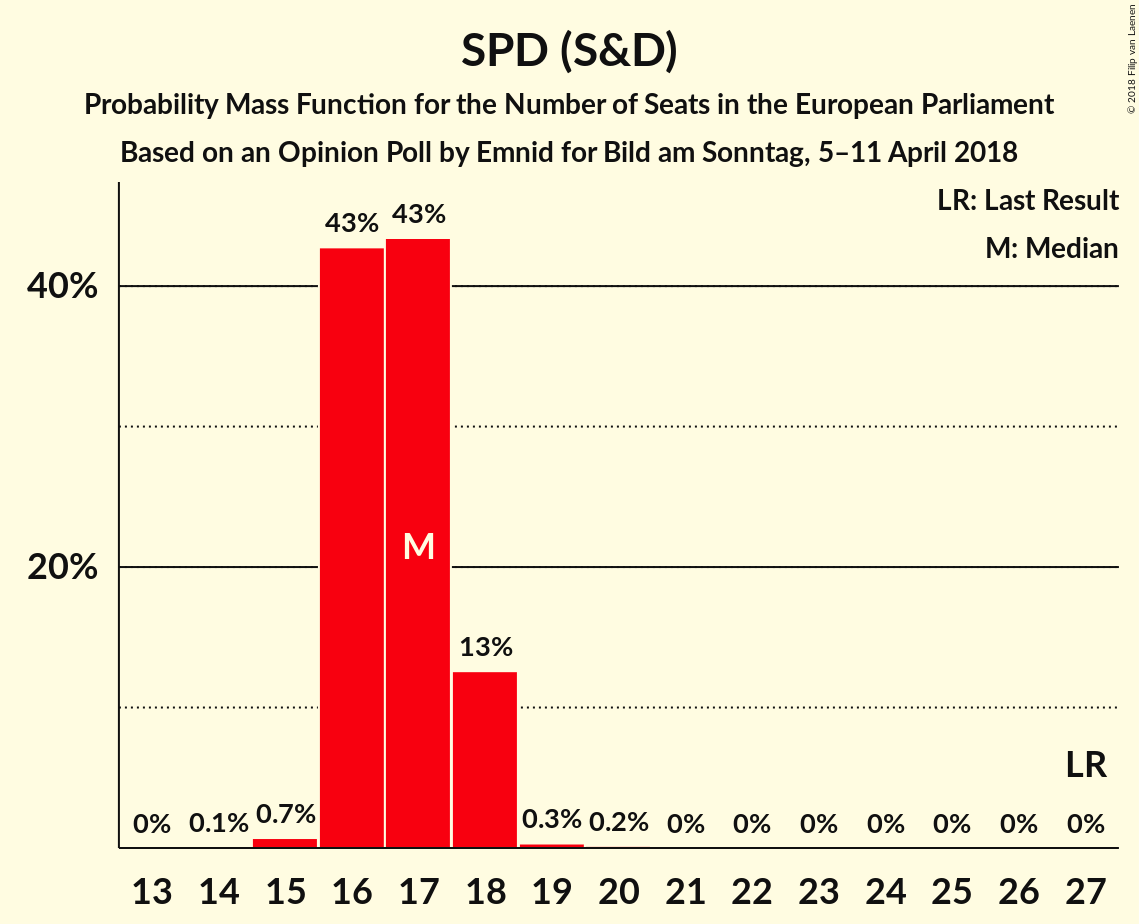 SPD (S&D)
Probability Mass Function for the Number of Seats in the European Parliament
Based on an Opinion Poll by Emnid for Bild am Sonntag, 5–11 April 2018
© 2018 Filip van Laenen
LR: Last Result
M: Median
40%
20%
0%
0.1%
0.7%
43%
43%
M
13%
0.3%
0.2%
0%
0%
0%
0%
0%
0%
LR
0%
13 14 15 16 17 18 19 20 21 22 23 24 25 26 27